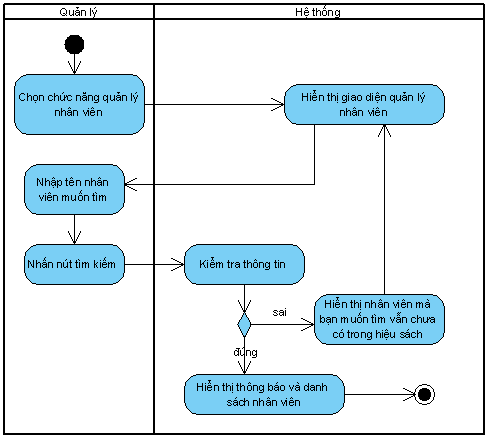 Quản lý
Hệ thống
Chọn chức năng quản lý
nhân viên
Hiển thị giao diện quản lý
nhân viên
Nhập tên nhân
viên muốn tìm
Nhấn nút tìm kiếm
Kiểm tra thông tin
sai
Hiển thị nhân viên mà
bạn muốn tìm vẫn chưa
có trong hiệu sách
đúng
Hiển thị thông báo và danh
sách nhân viên